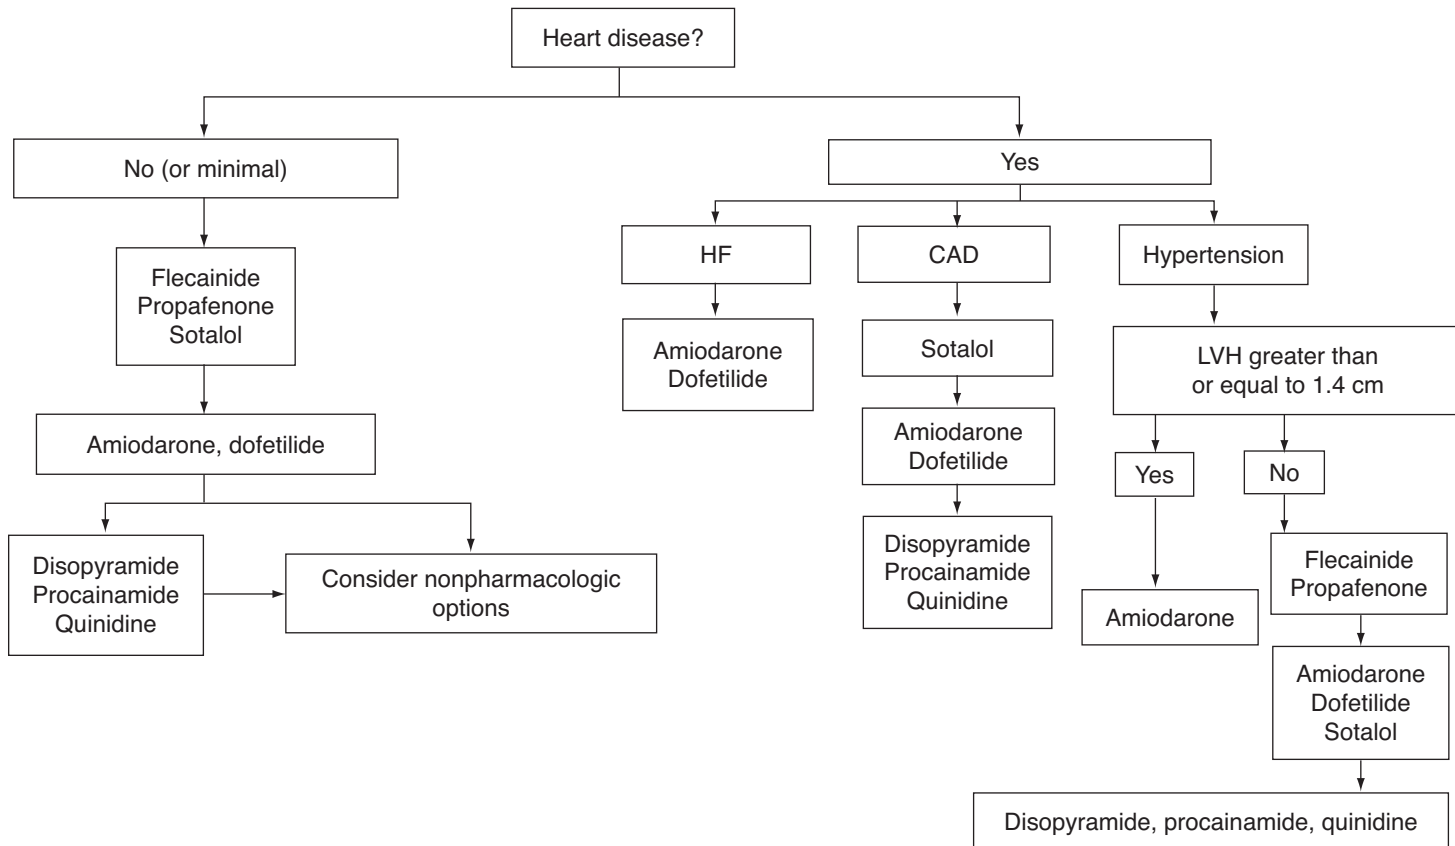 Heart disease?
No (or minimal)
Yes
Flecainide
Propafenone
Sotalol
Amiodarone, dofetilide
Disopyramide
Procainamide
Quinidine
Consider nonpharmacologic
options
HF
Amiodarone
Dofetilide
CAD
Sotalol
Amiodarone
Dofetilide
Disopyramide
Procainamide
Quinidine
Hypertension
LVH greater than
or equal to 1.4 cm
Yes
Amiodarone
No
Flecainide
Propafenone
Amiodarone
Dofetilide
Sotalol
Disopyramide, procainamide, quinidine